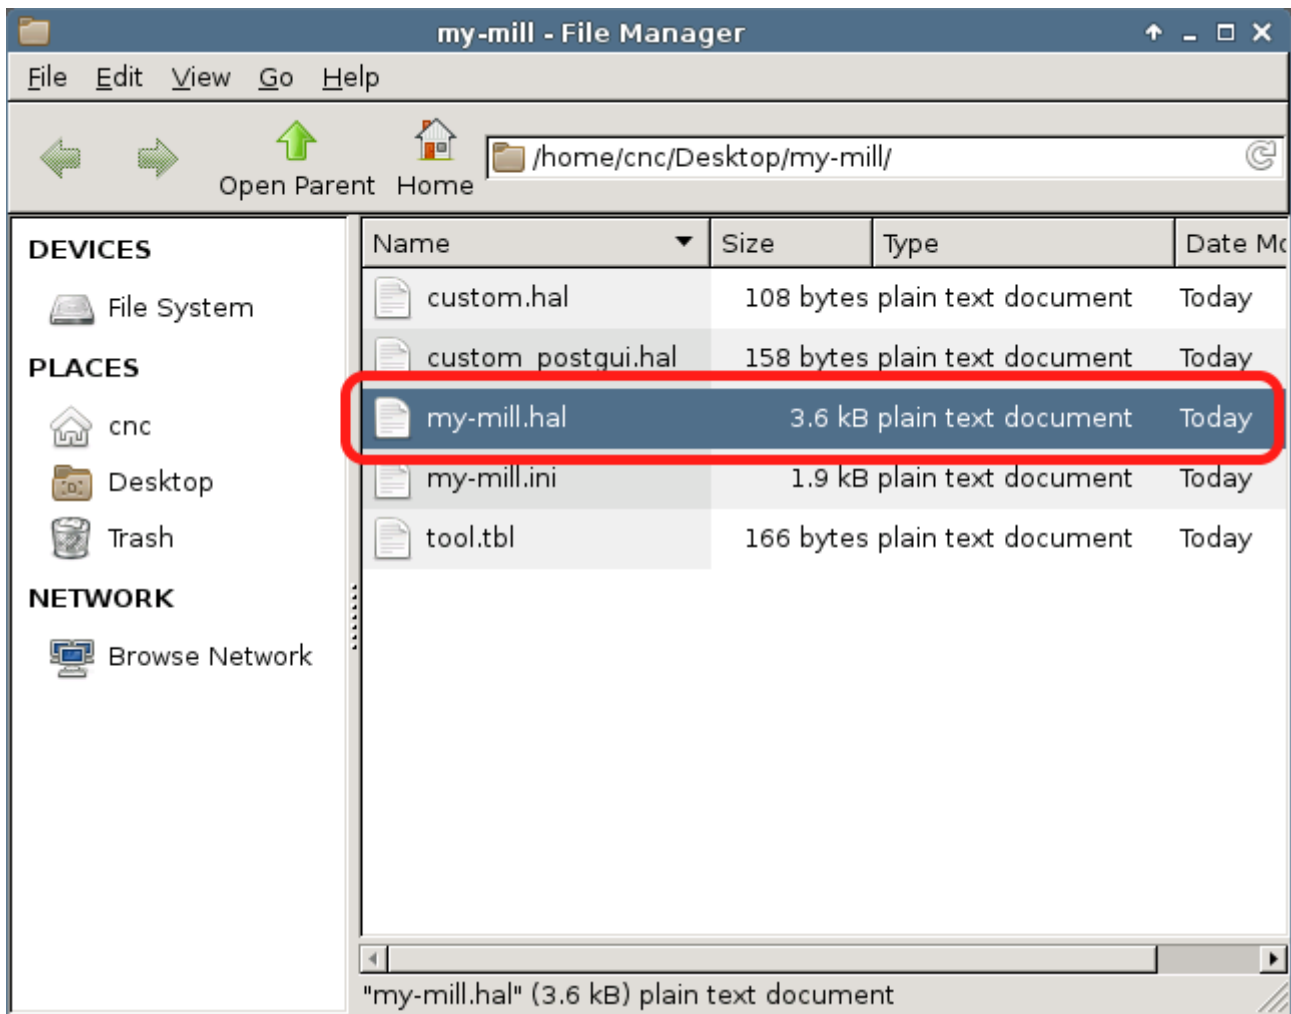 my-mill - File Manager
File Edit View Go Help
Open Parent Home /home/cnc/Desktop/my-mill/
DEVICES
File System
PLACES
cnc
Desktop
Trash
NETWORK
Browse Network
Name Size Type Date Mo
custom.hal 108 bytes plain text document Today
custom_postgui.hal 158 bytes plain text document Today
my-mill.hal 3.6 kB plain text document Today
my-mill.ini 1.9 kB plain text document Today
tool.tbl 166 bytes plain text document Today
"my-mill.hal" (3.6 kB) plain text document